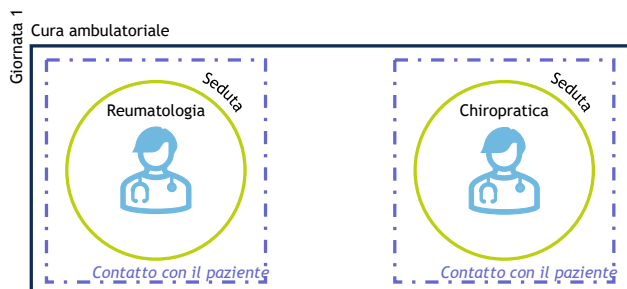 Giornata 1
Cura ambulatoriale
Seduta
Reumatologia
Contatto con il paziente
Seduta
Chiropratica
Contatto con il paziente